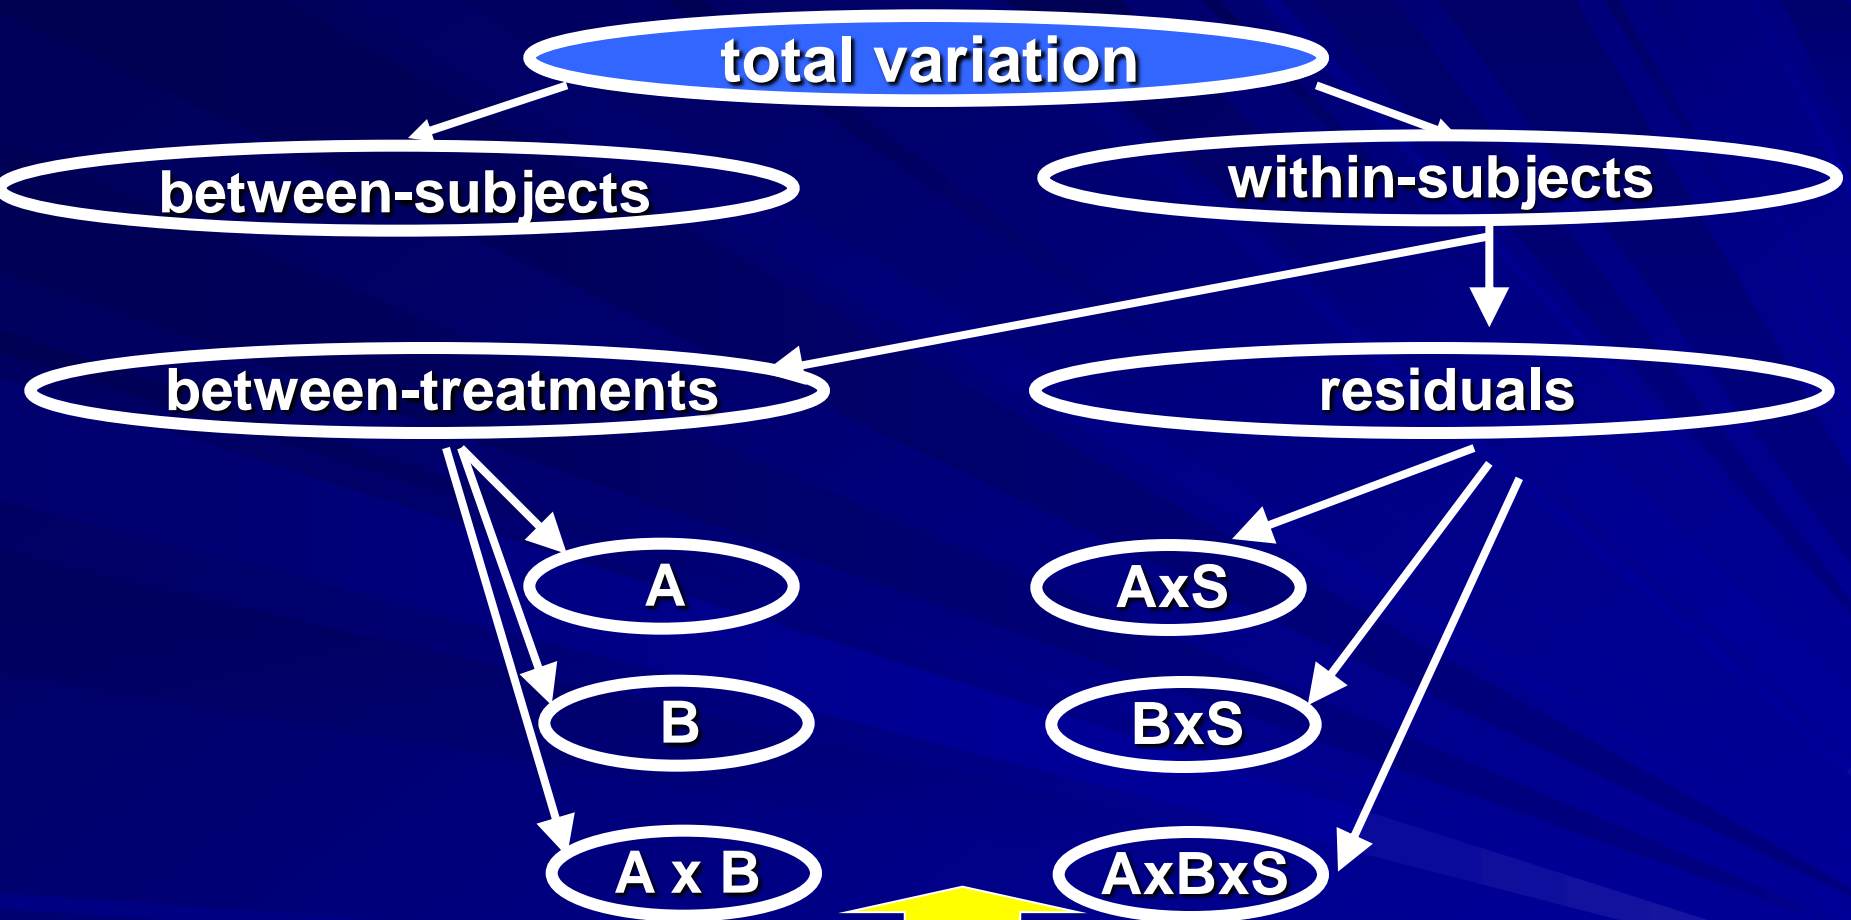 total variation
between-subjects
within-subjects
between-treatments
residuals
A
AxS
B
BxS
A x B
AxBxS